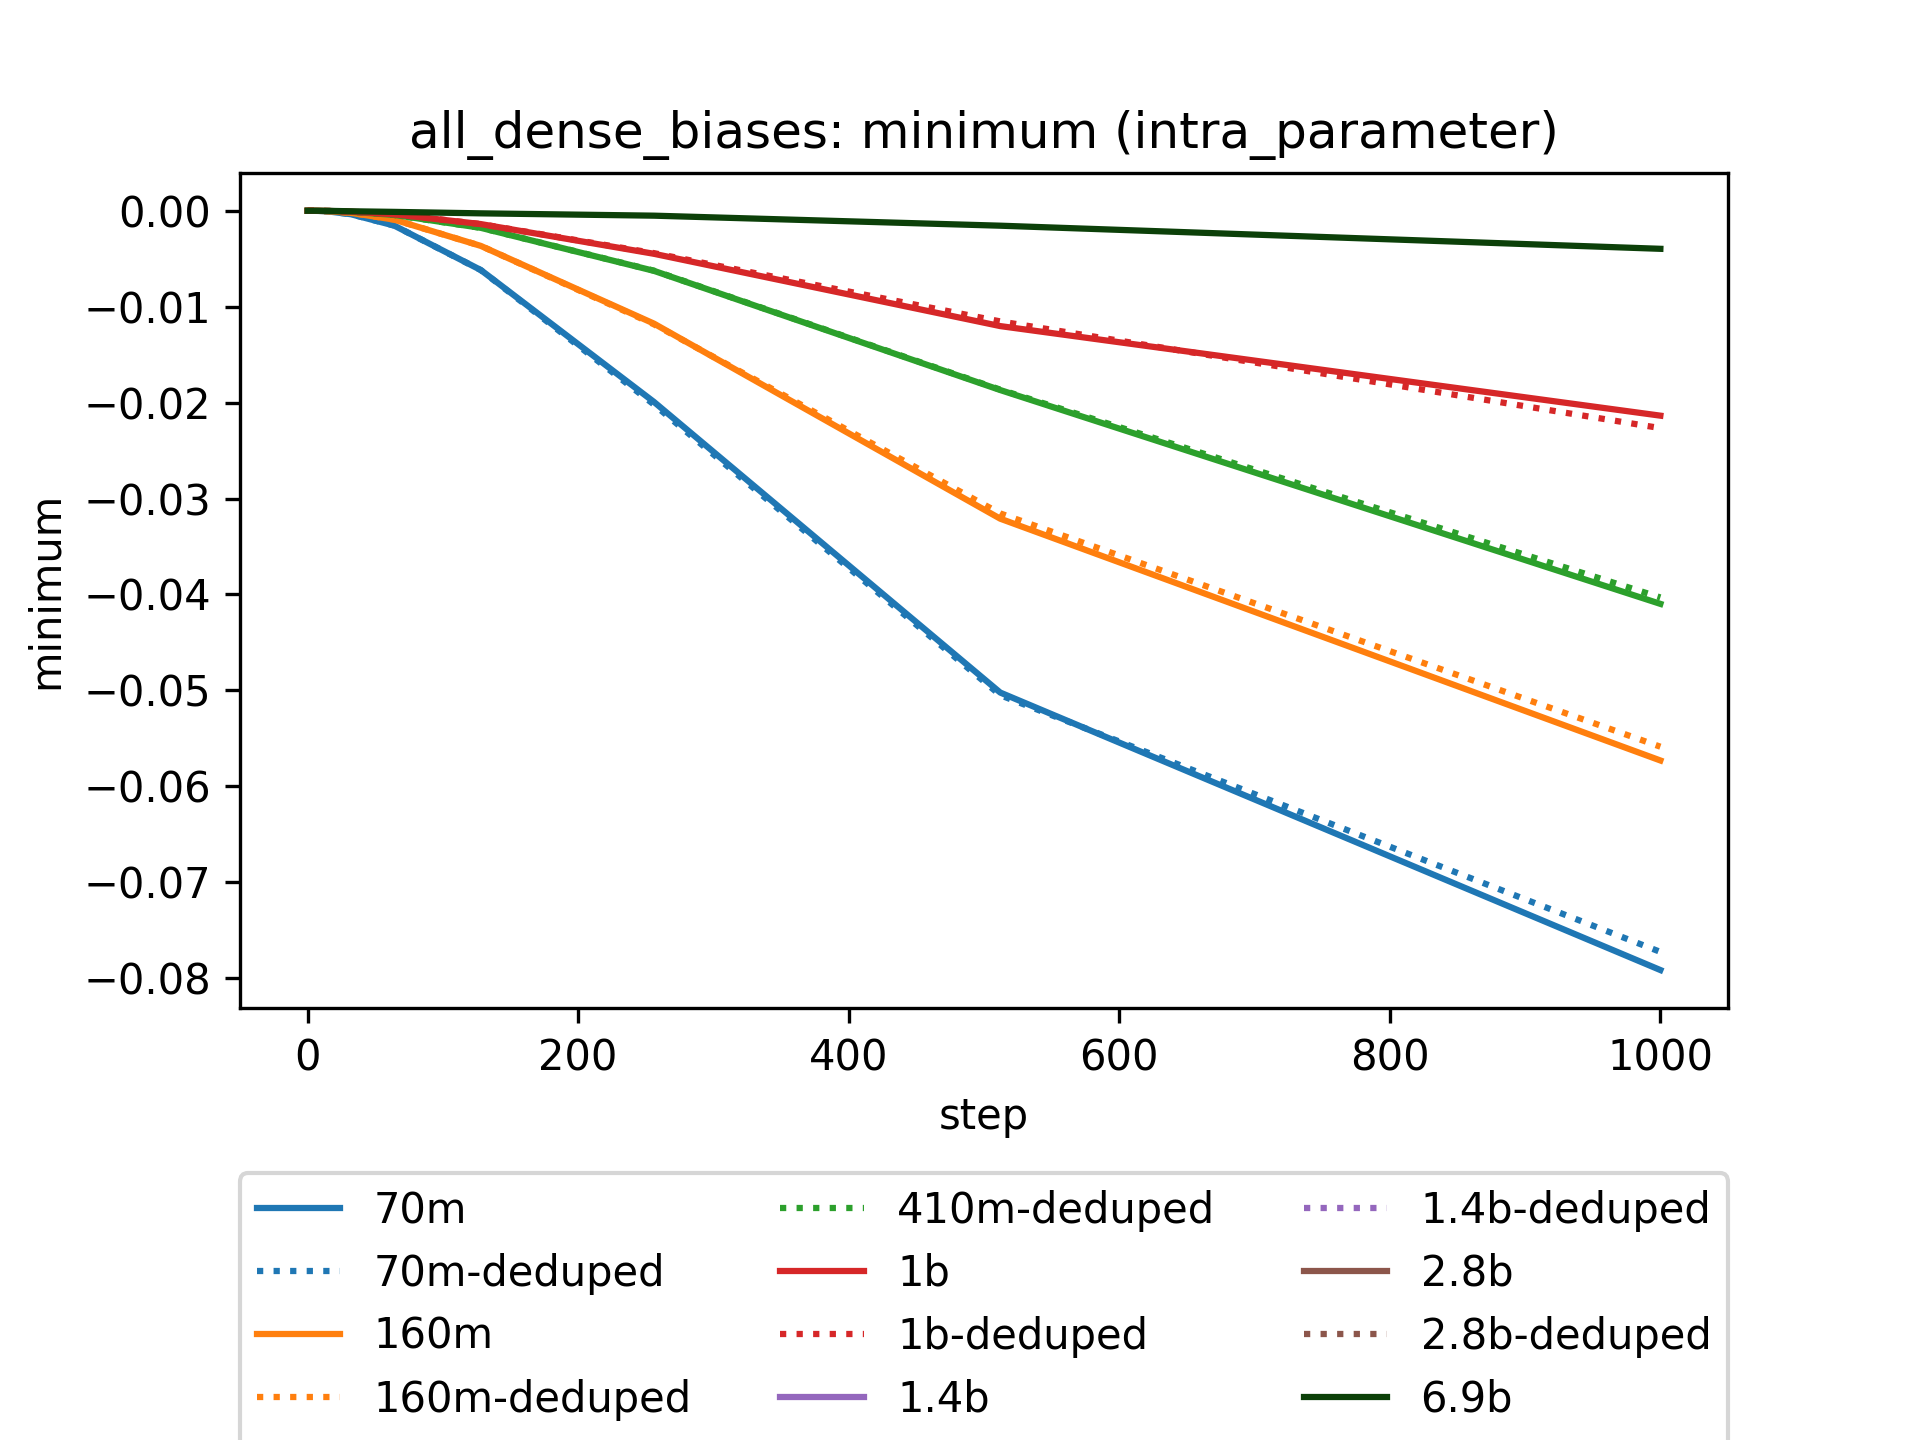 all_dense_biases: minimum (intra_parameter)
minimum
0.00
−0.01
−0.02
−0.03
−0.04
−0.05
−0.06
−0.07
−0.08
0 200 400 600 800 1000
step
70m
70m-deduped
160m
160m-deduped
410m-deduped
1b
1b-deduped
1.4b
1.4b-deduped
2.8b
2.8b-deduped
6.9b